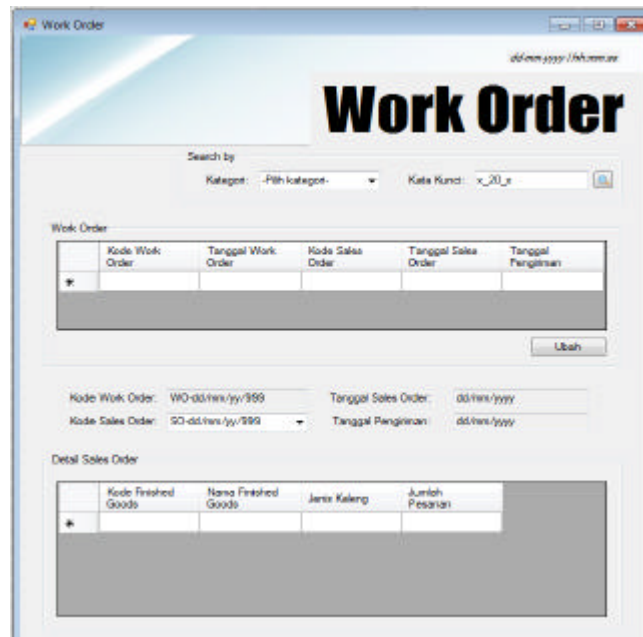 Work Order
dd-mm-yyyy / hh:mm:ss
Work Order
Search by
Kategori: -Pilih kategori- Kata Kunci: x_20_x
Work Order
Kode Work Order Tanggal Work Order Kode Sales Order Tanggal Sales Order Tanggal Pengiriman
Ubah
Kode Work Order: WO-dd/mm/yy/999 Tanggal Sales Order: dd/mm/yyyy
Kode Sales Order: SO-dd/mm/yy/999 Tanggal Pengiriman: dd/mm/yyyy
Detail Sales Order
Kode Finished Goods Nama Finished Goods Jenis Kaleng Jumlah Pesanan